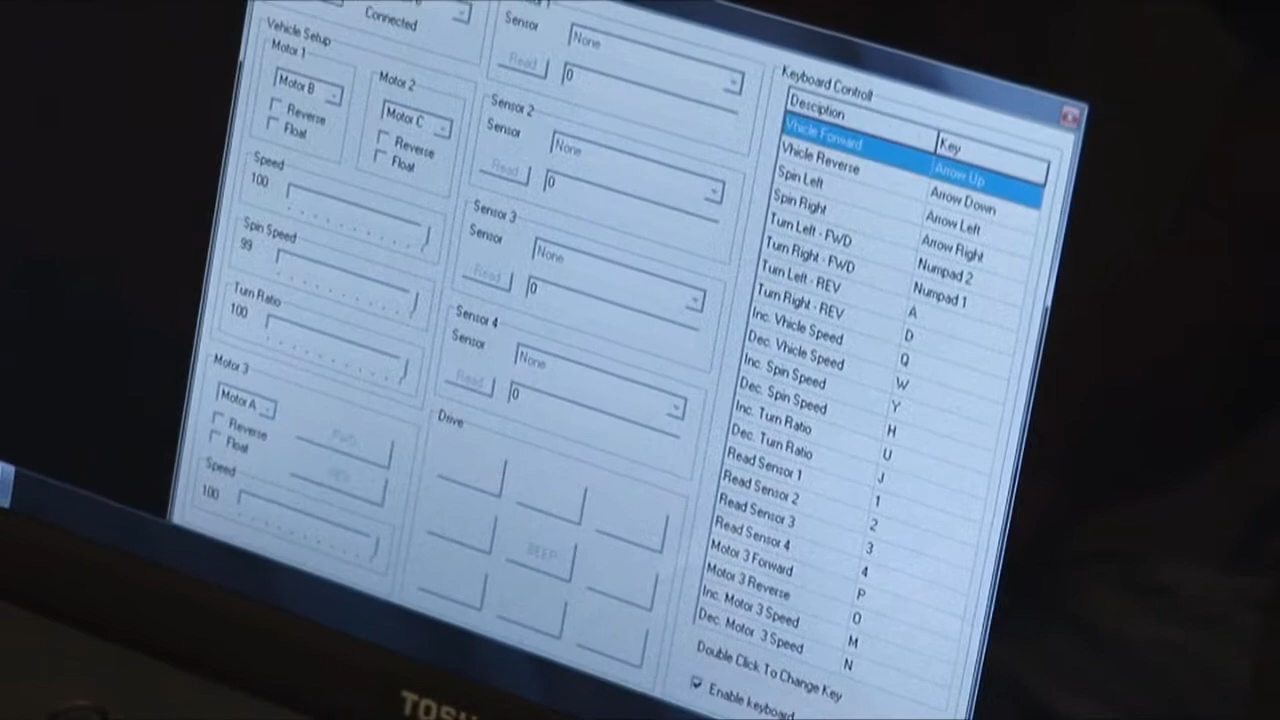 Connected
Vehicle Setup
Motor 1
Motor B
Reverse
Float
Motor 2
Motor C
Reverse
Float
Speed
100
Spin Speed
99
Turn Ratio
100
Motor 3
Motor A
Reverse
Float
FWD
REV
Speed
100
Sensor
None
Read
0
Sensor 2
Sensor
None
Read
0
Sensor 3
Sensor
None
Read
0
Sensor 4
Sensor
None
Read
0
Drive
BEEP
Keyboard Controll
Desciption Key
Vhicle Forward Arrow Up
Vhicle Reverse Arrow Down
Spin Left Arrow Left
Spin Right Arrow Right
Turn Left - FWD Numpad 2
Turn Right - FWD Numpad 1
Turn Left - REV A
Turn Right - REV D
Inc. Vhicle Speed Q
Dec. Vhicle Speed W
Inc. Spin Speed Y
Dec. Spin Speed H
Inc. Turn Ratio U
Dec. Turn Ratio J
Read Sensor 1 1
Read Sensor 2 2
Read Sensor 3 3
Read Sensor 4 4
Motor 3 Forward P
Motor 3 Reverse O
Inc. Motor 3 Speed M
Dec. Motor 3 Speed N
Double Click To Change Key
Enable keyboard